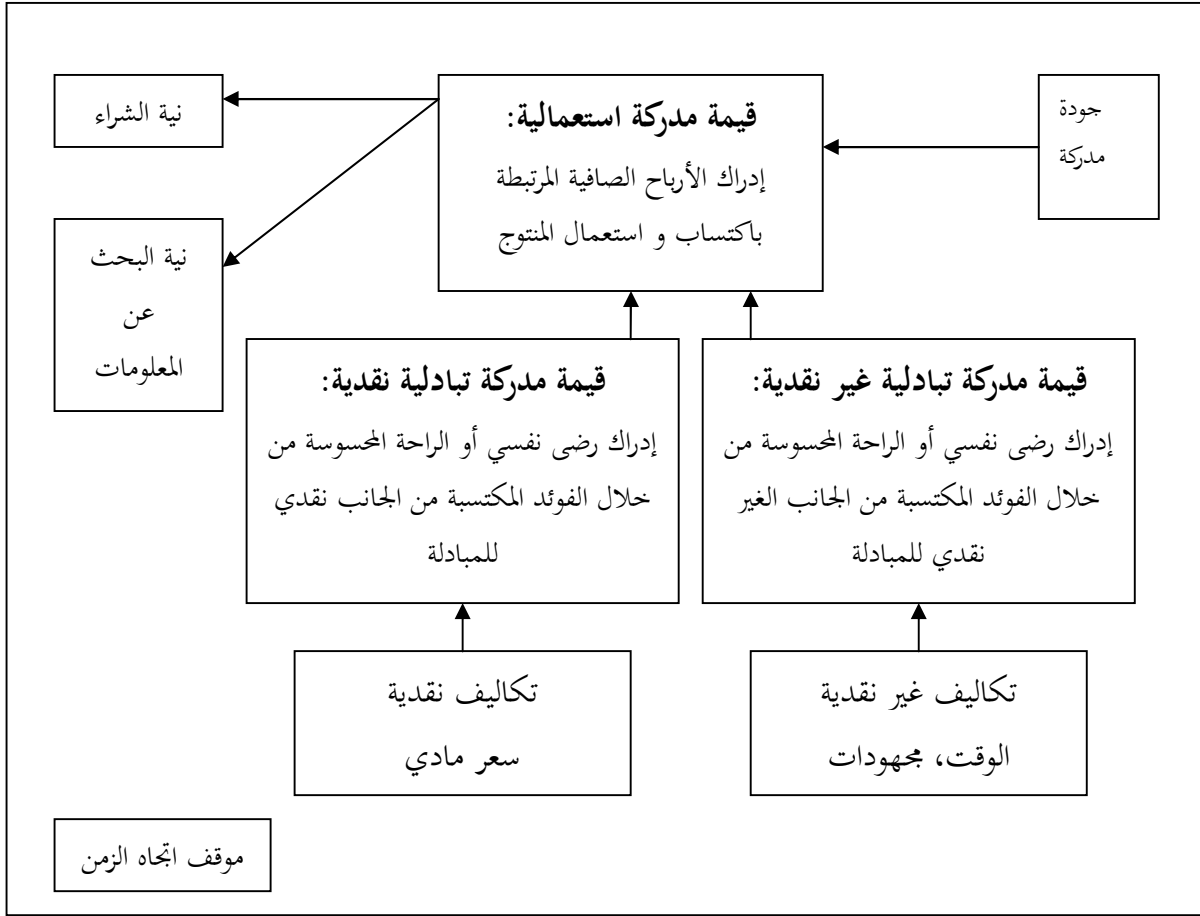 جودة
مدركة
قيمة مدركة استعمالية:
إدراك الأرباح الصافية المرتبطة
باكتساب و استعمال المنتوج
نية الشراء
نية البحث
عن
المعلومات
قيمة مدركة تبادلية غير نقدية:
إدراك رضى نفسي أو الراحة المحسوسة من
خلال الفوئد المكتسبة من الجانب الغير
نقدي للمبادلة
قيمة مدركة تبادلية نقدية:
إدراك رضى نفسي أو الراحة المحسوسة من
خلال الفوئد المكتسبة من الجانب نقدي
للمبادلة
تكاليف غير نقدية
الوقت، مجهودات
تكاليف نقدية
سعر مادي
موقف اتجاه الزمن